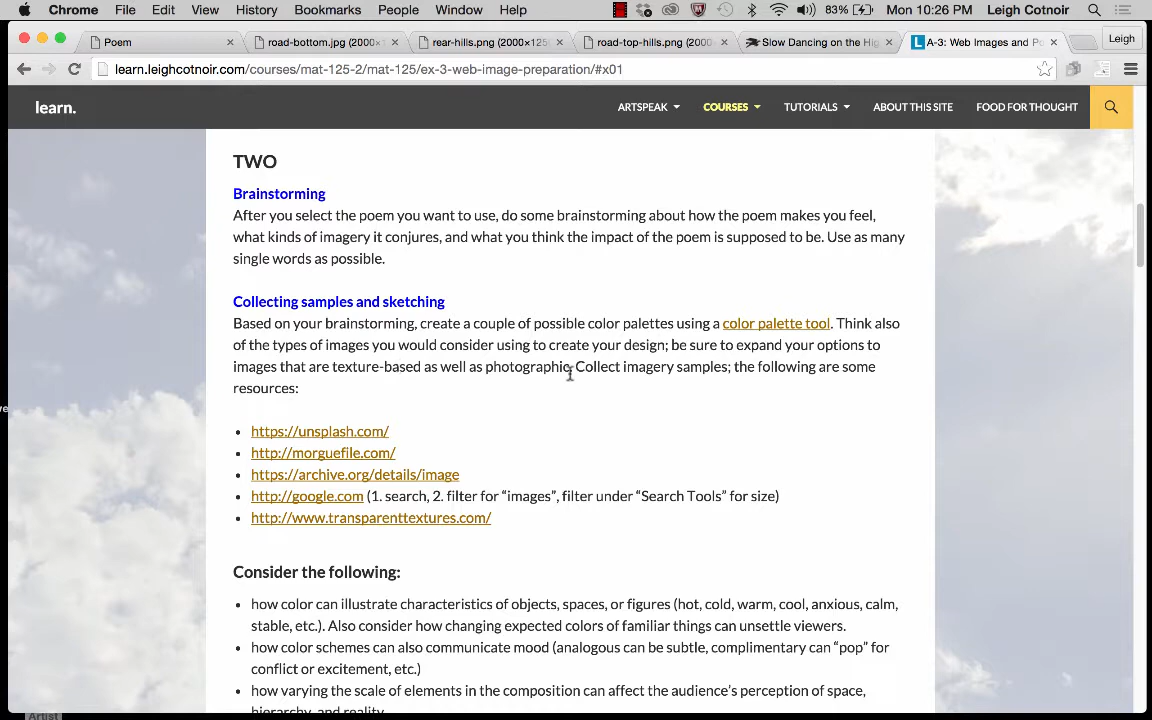 Chrome File Edit View History Bookmarks People Window Help 83% Mon 10:26 PM Leigh Cotnoir
Poem road-bottom.jpg (2000×1 rear-hills.png (2000×125 road-top-hills.png (2000× Slow Dancing on the Hig A-3: Web Images and Po Leigh
learn.leighcotnoir.com/courses/mat-125-2/mat-125/ex-3-web-image-preparation/#x01
learn. ARTSPEAK COURSES TUTORIALS ABOUT THIS SITE FOOD FOR THOUGHT
TWO
Brainstorming
After you select the poem you want to use, do some brainstorming about how the poem makes you feel,
what kinds of imagery it conjures, and what you think the impact of the poem is supposed to be. Use as many
single words as possible.
Collecting samples and sketching
Based on your brainstorming, create a couple of possible color palettes using a color palette tool. Think also
of the types of images you would consider using to create your design; be sure to expand your options to
images that are texture-based as well as photographic. Collect imagery samples; the following are some
resources:
• https://unsplash.com/
• http://morguefile.com/
• https://archive.org/details/image
• http://google.com (1. search, 2. filter for “images”, filter under “Search Tools” for size)
• http://www.transparenttextures.com/
Consider the following:
• how color can illustrate characteristics of objects, spaces, or figures (hot, cold, warm, cool, anxious, calm,
stable, etc.). Also consider how changing expected colors of familiar things can unsettle viewers.
• how color schemes can also communicate mood (analogous can be subtle, complimentary can “pop” for
conflict or excitement, etc.)
• how varying the scale of elements in the composition can affect the audience’s perception of space,
hierarchy, and reality.
Artist